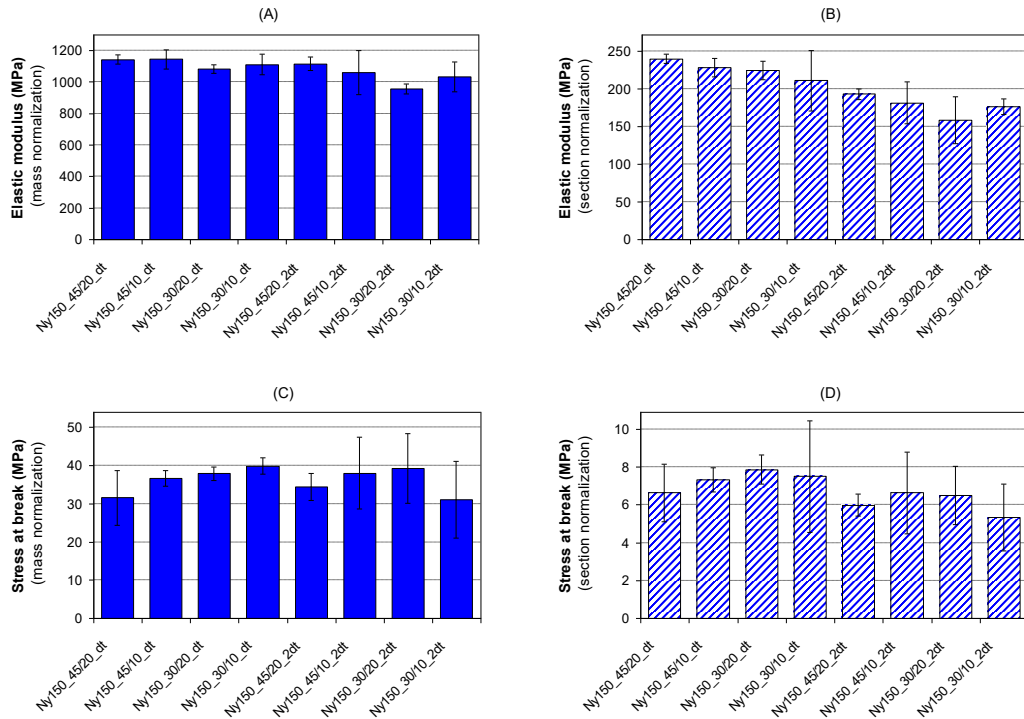 (A)
Elastic modulus (MPa)
(mass normalization)
1200
1000
800
600
400
200
0
Ny150_45/20_dt
Ny150_45/10_dt
Ny150_30/20_dt
Ny150_30/10_dt
Ny150_45/20_2dt
Ny150_45/10_2dt
Ny150_30/20_2dt
Ny150_30/10_2dt
(B)
Elastic modulus (MPa)
(section normalization)
250
200
150
100
50
0
Ny150_45/20_dt
Ny150_45/10_dt
Ny150_30/20_dt
Ny150_30/10_dt
Ny150_45/20_2dt
Ny150_45/10_2dt
Ny150_30/20_2dt
Ny150_30/10_2dt
(C)
Stress at break (MPa)
(mass normalization)
50
40
30
20
10
0
Ny150_45/20_dt
Ny150_45/10_dt
Ny150_30/20_dt
Ny150_30/10_dt
Ny150_45/20_2dt
Ny150_45/10_2dt
Ny150_30/20_2dt
Ny150_30/10_2dt
(D)
Stress at break (MPa)
(section normalization)
10
8
6
4
2
0
Ny150_45/20_dt
Ny150_45/10_dt
Ny150_30/20_dt
Ny150_30/10_dt
Ny150_45/20_2dt
Ny150_45/10_2dt
Ny150_30/20_2dt
Ny150_30/10_2dt